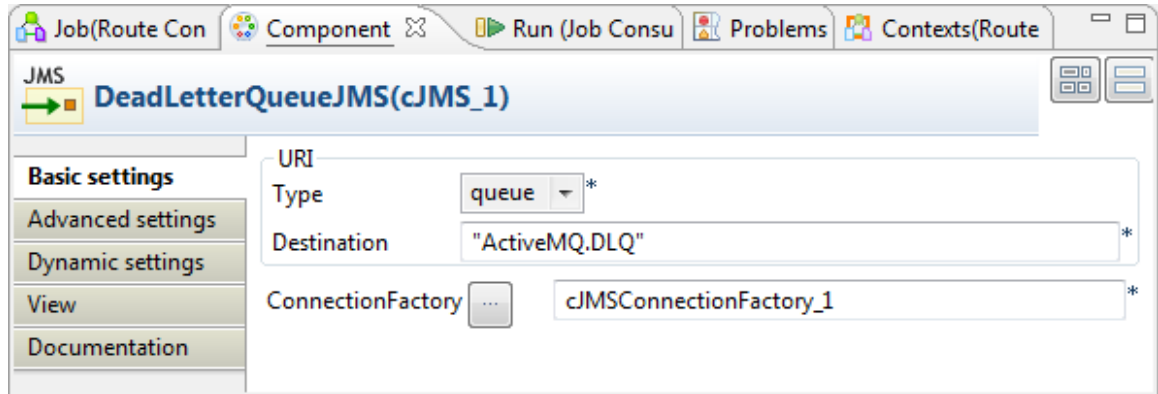 Job(Route Con Component Run (Job Consu Problems Contexts(Route
JMS
DeadLetterQueueJMS(cJMS_1)
URI
Basic settings
Type queue *
Advanced settings
Destination "ActiveMQ.DLQ" *
Dynamic settings
View
ConnectionFactory ... cJMSConnectionFactory_1 *
Documentation